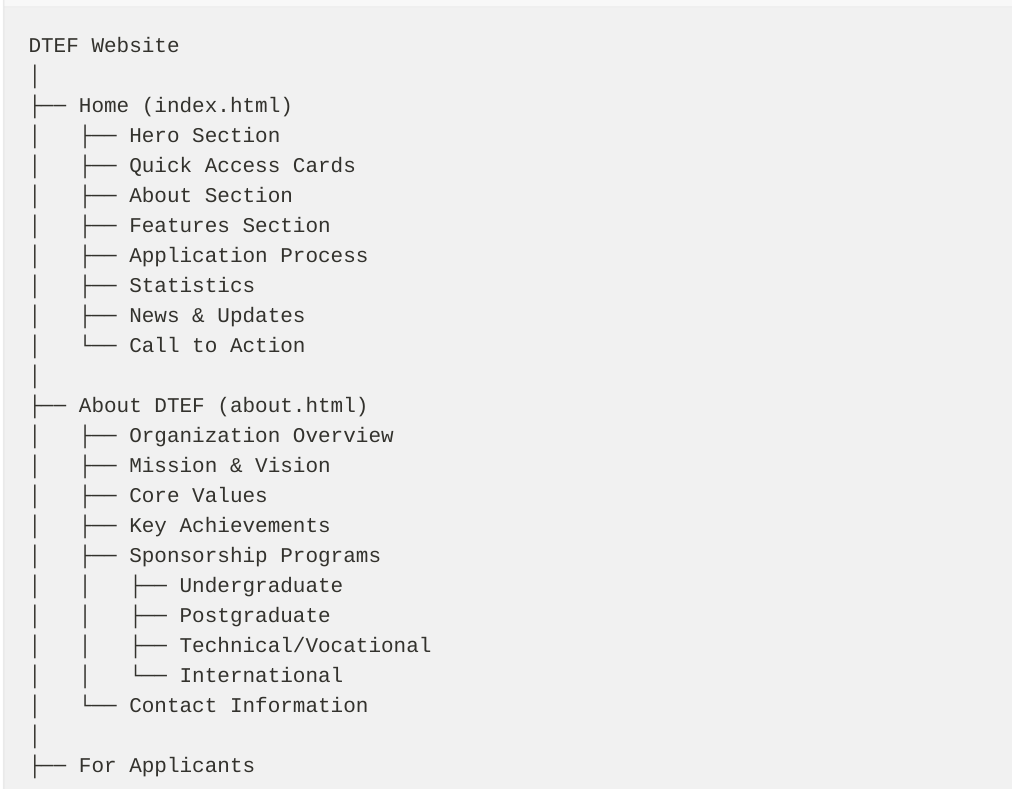 DTEF Website
│
├── Home (index.html)
│   ├── Hero Section
│   ├── Quick Access Cards
│   ├── About Section
│   ├── Features Section
│   ├── Application Process
│   ├── Statistics
│   ├── News & Updates
│   └── Call to Action
│
├── About DTEF (about.html)
│   ├── Organization Overview
│   ├── Mission & Vision
│   ├── Core Values
│   ├── Key Achievements
│   ├── Sponsorship Programs
│   │   ├── Undergraduate
│   │   ├── Postgraduate
│   │   ├── Technical/Vocational
│   │   └── International
│   └── Contact Information
│
├── For Applicants